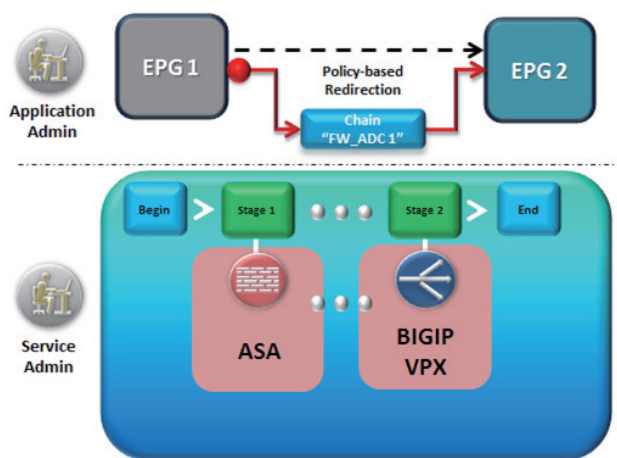 EPG 1
EPG 2
Policy-based
Redirection
Chain
"FW_ADC 1"
Application
Admin
Begin
Stage 1
Stage 2
End
ASA
BIGIP
VPX
Service
Admin